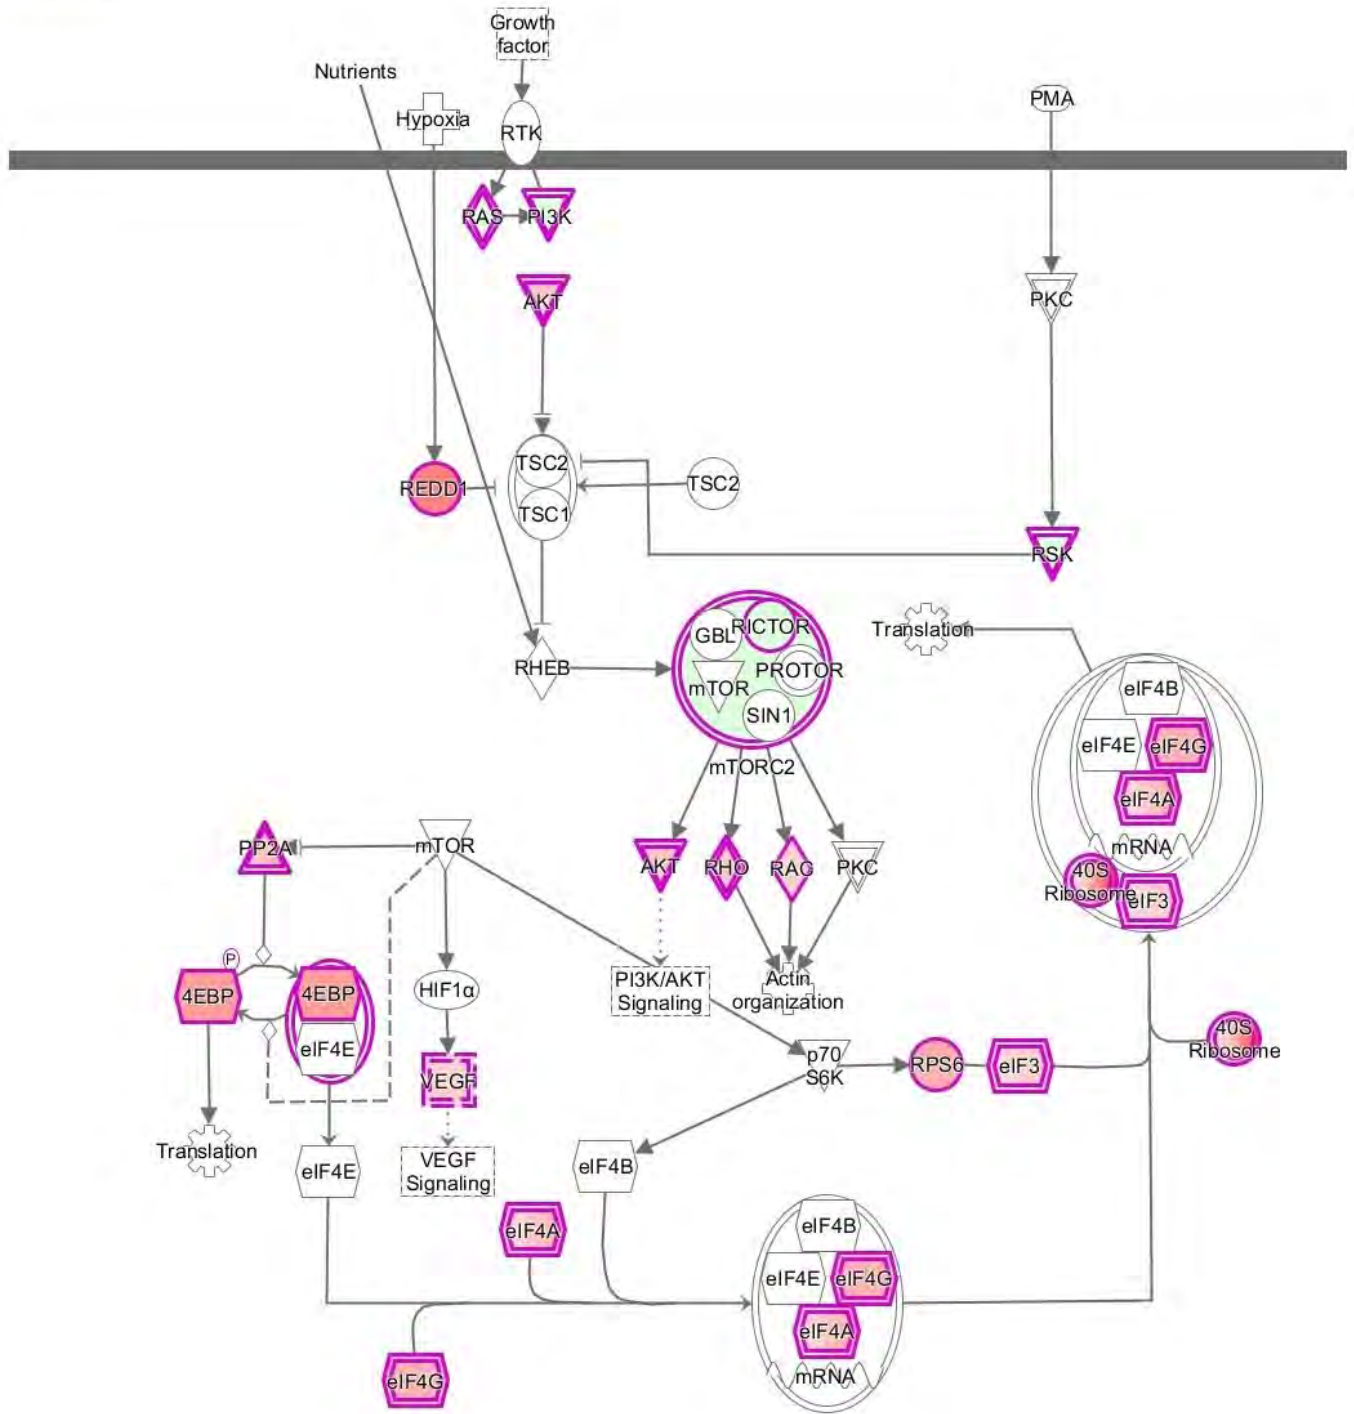 Growth
factor
Nutrients
Hypoxia
RTK
PMA
RAS
PI3K
AKT
PKC
TSC2
REDD1
TSC2
TSC1
RSK
GBL
RICTOR
Translation
RHEB
mTOR
PROTOR
SIN1
mTORC2
eIF4B
eIF4E
eIF4G
eIF4A
mRNA
40S
Ribosome
eIF3
PP2A
mTOR
AKT
RHO
RAC
PKC
P
4EBP
4EBP
eIF4E
HIF1α
PI3K/AKT
Signaling
Actin
organization
p70
S6K
RPS6
eIF3
40S
Ribosome
VEGF
Translation
eIF4E
VEGF
Signaling
eIF4B
eIF4A
eIF4B
eIF4E
eIF4G
eIF4A
mRNA
eIF4G